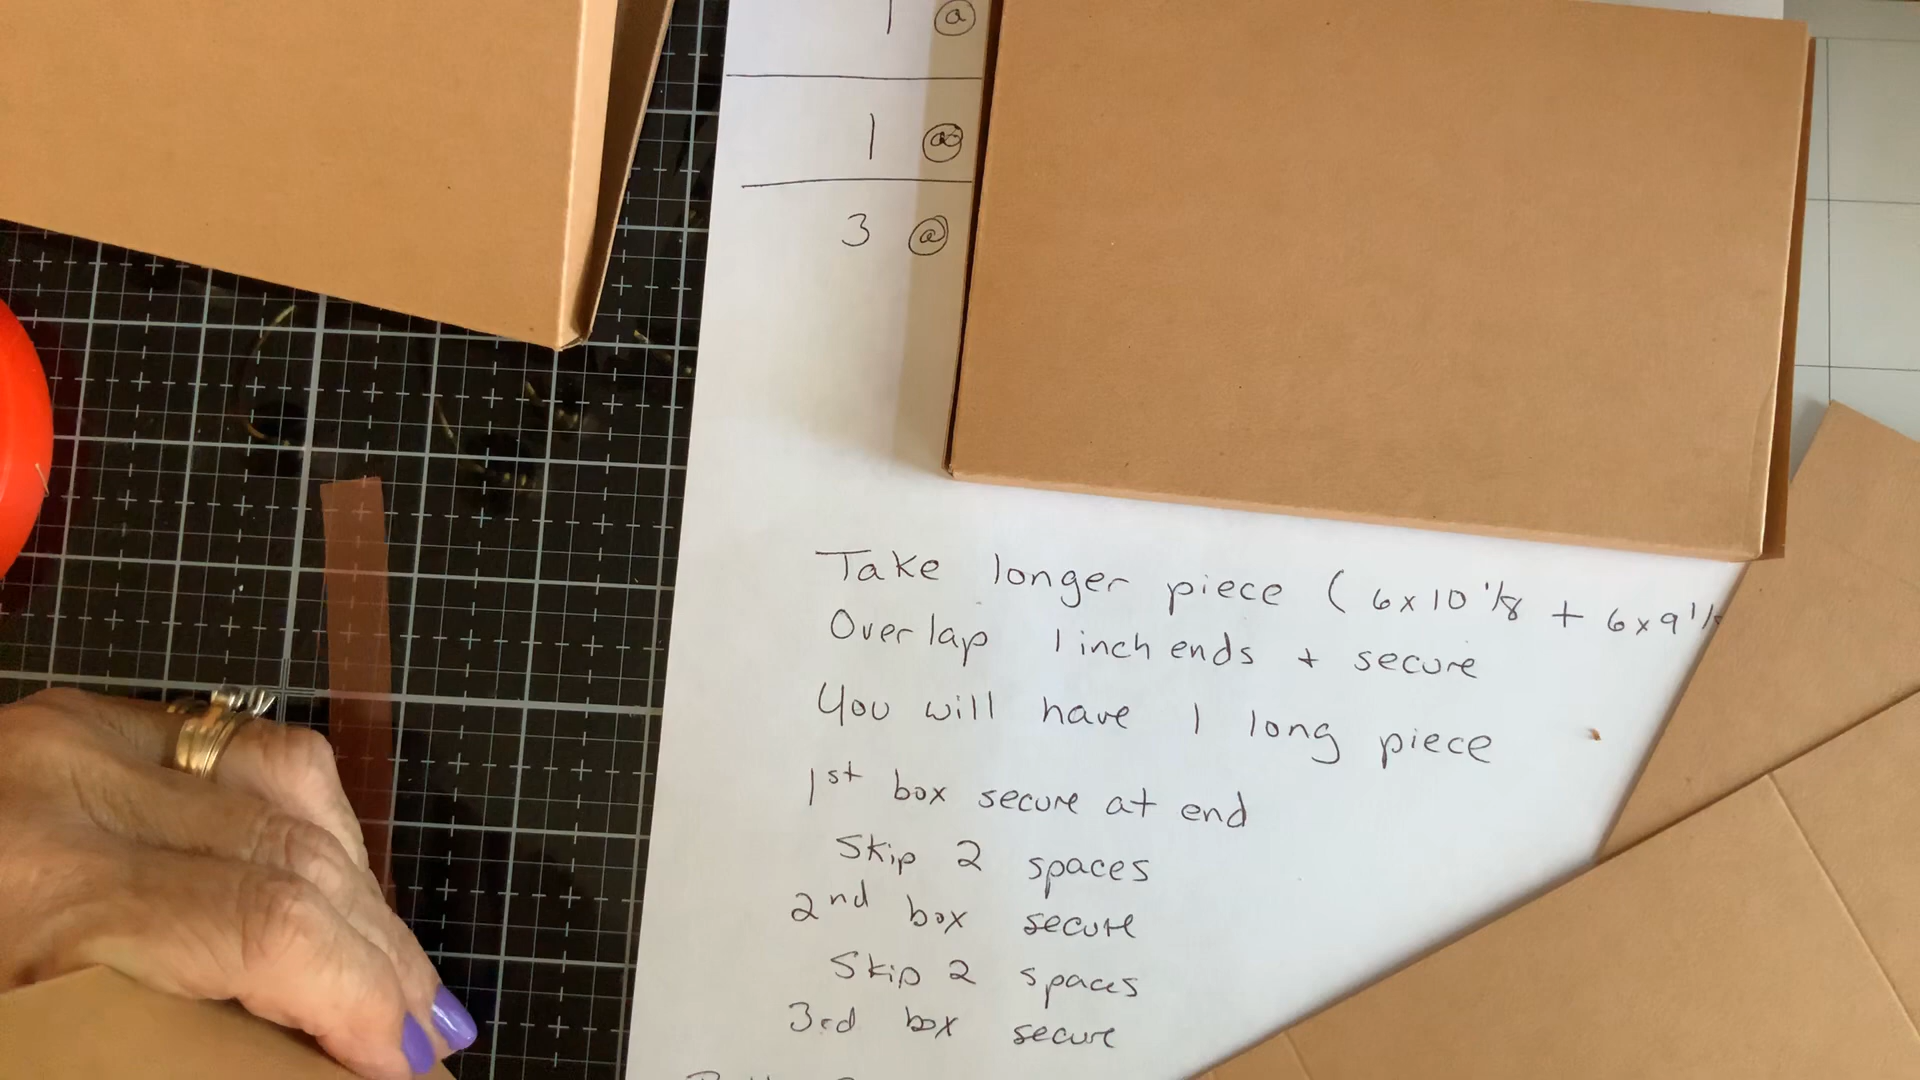 1 @
1 @
3 @
Take longer piece ( 6x10 1/8 + 6x9 1/
Overlap 1 inch ends + secure
You will have 1 long piece
1st box secure at end
Skip 2 spaces
2nd box secure
Skip 2 spaces
3rd box secure